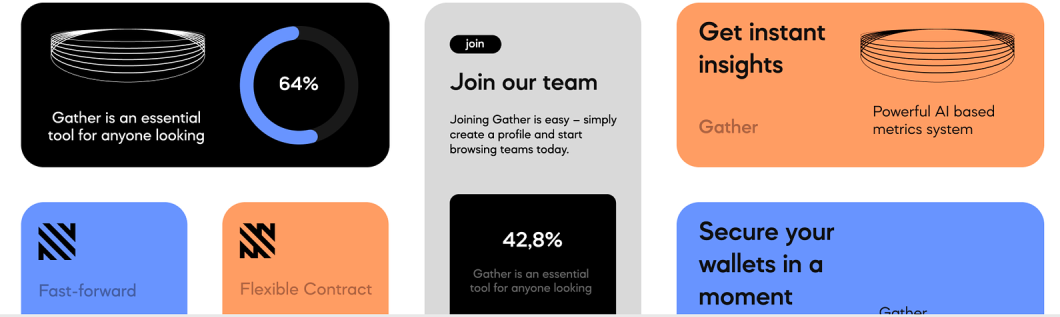 Gather is an essential
tool for anyone looking
64%
join
Join our team
Joining Gather is easy – simply
create a profile and start
browsing teams today.
42,8%
Gather is an essential
tool for anyone looking
Get instant
insights
Gather
Powerful AI based
metrics system
Fast-forward
Flexible Contract
Secure your
wallets in a
moment
Gather